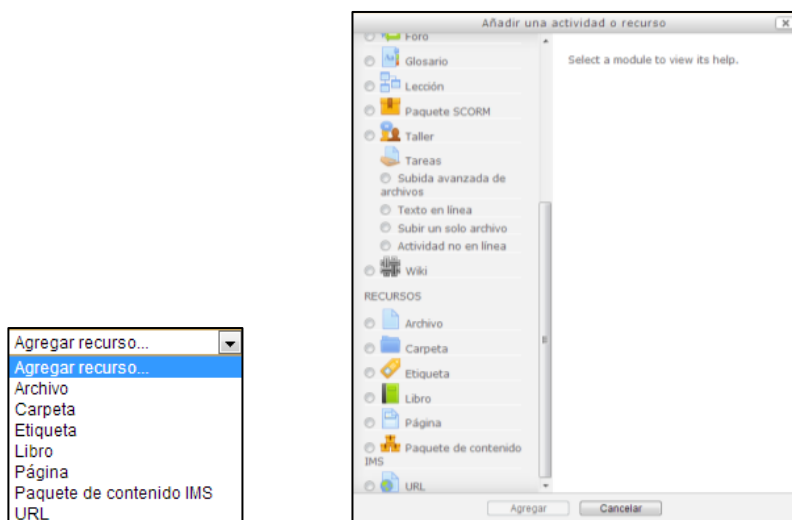 Agregar recurso...
Agregar recurso...
Archivo
Carpeta
Etiqueta
Libro
Página
Paquete de contenido IMS
URL
Añadir una actividad o recurso
Foro
Glosario
Lección
Paquete SCORM
Taller
Tareas
Subida avanzada de
archivos
Texto en línea
Subir un solo archivo
Actividad no en línea
Wiki
RECURSOS
Archivo
Carpeta
Etiqueta
Libro
Página
Paquete de contenido
IMS
URL
Select a module to view its help.
Agregar
Cancelar